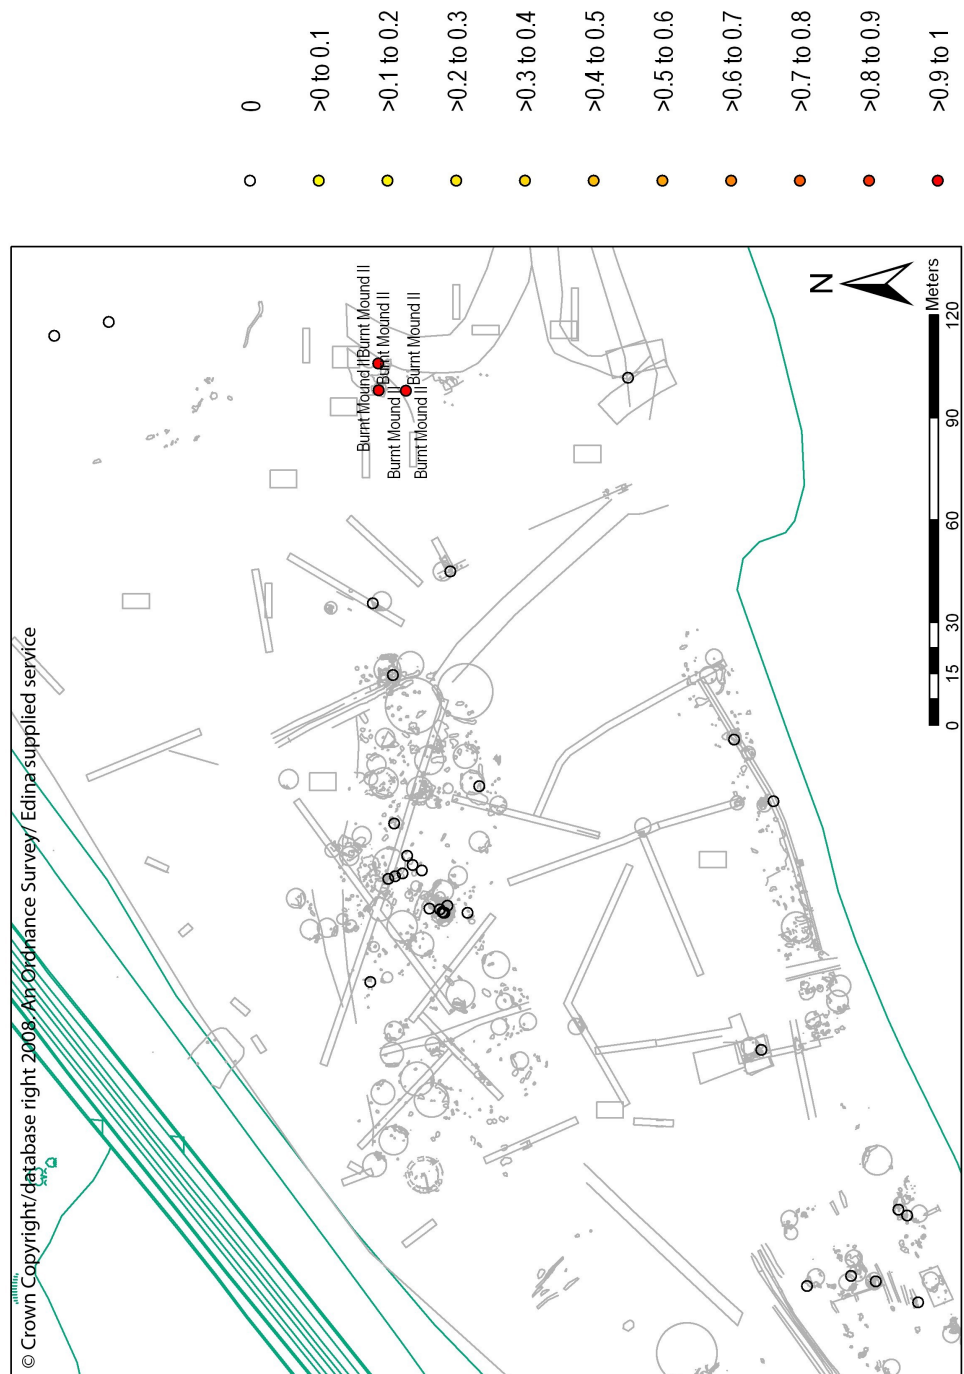 0
>0 to 0.1
>0.1 to 0.2
>0.2 to 0.3
>0.3 to 0.4
>0.4 to 0.5
>0.5 to 0.6
>0.6 to 0.7
>0.7 to 0.8
>0.8 to 0.9
>0.9 to 1
© Crown Copyright/database right 2008. An Ordnance Survey/ Edina supplied service
Burnt Mound II
Burnt Mound II
Burnt Mound II
Burnt Mound II
Burnt Mound II
Burnt Mound II
N
0 15 30 60 90 120
Meters